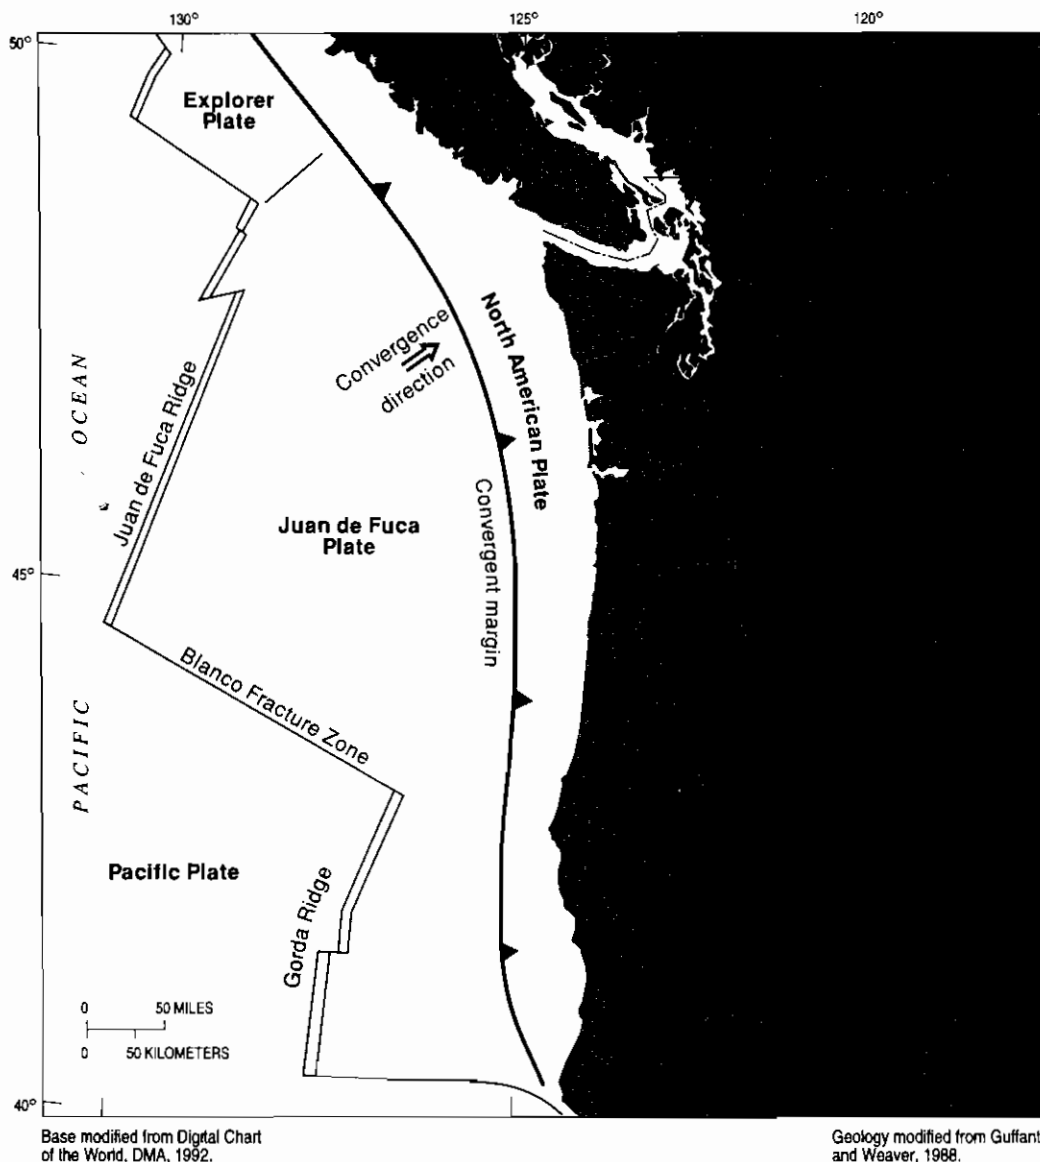 130°
125°
120°
50°
Explorer
Plate
North American Plate
Convergence
direction
OCEAN
Juan de Fuca Ridge
Juan de Fuca
Plate
Convergent margin
45°
Blanco Fracture Zone
PACIFIC
Pacific Plate
Gorda Ridge
0 50 MILES
0 50 KILOMETERS
40°
Base modified from Digital Chart
of the World, DMA, 1992.
Geology modified from Guffant
and Weaver, 1988.